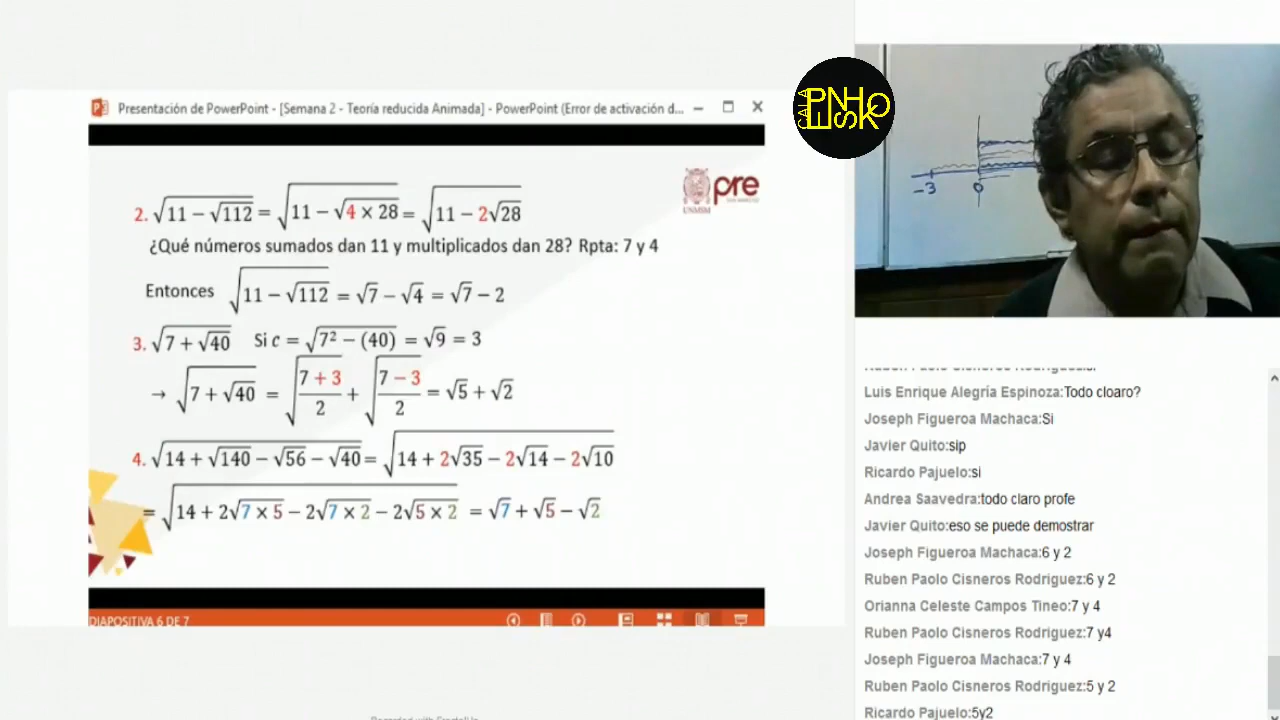 Presentación de PowerPoint - [Semana 2 - Teoría reducida Animada] - PowerPoint (Error de activación d...
pre
UNMSM
2. √(11 − √112) = √(11 − √(4 × 28)) = √(11 − 2√28)
¿Qué números sumados dan 11 y multiplicados dan 28? Rpta: 7 y 4
Entonces √(11 − √112) = √7 − √4 = √7 − 2
3. √(7 + √40) Si c = √(7² − (40)) = √9 = 3
→ √(7 + √40) = √((7 + 3)/2) + √((7 − 3)/2) = √5 + √2
4. √(14 + √140 − √56 − √40) = √(14 + 2√35 − 2√14 − 2√10)
= √(14 + 2√(7 × 5) − 2√(7 × 2) − 2√(5 × 2)) = √7 + √5 − √2
DIAPOSITIVA 6 DE 7
-3 0
Luis Enrique Alegría Espinoza:Todo cloaro?
Joseph Figueroa Machaca:Si
Javier Quito:sip
Ricardo Pajuelo:si
Andrea Saavedra:todo claro profe
Javier Quito:eso se puede demostrar
Joseph Figueroa Machaca:6 y 2
Ruben Paolo Cisneros Rodriguez:6 y 2
Orianna Celeste Campos Tineo:7 y 4
Ruben Paolo Cisneros Rodriguez:7 y4
Joseph Figueroa Machaca:7 y 4
Ruben Paolo Cisneros Rodriguez:5 y 2
Ricardo Pajuelo:5y2